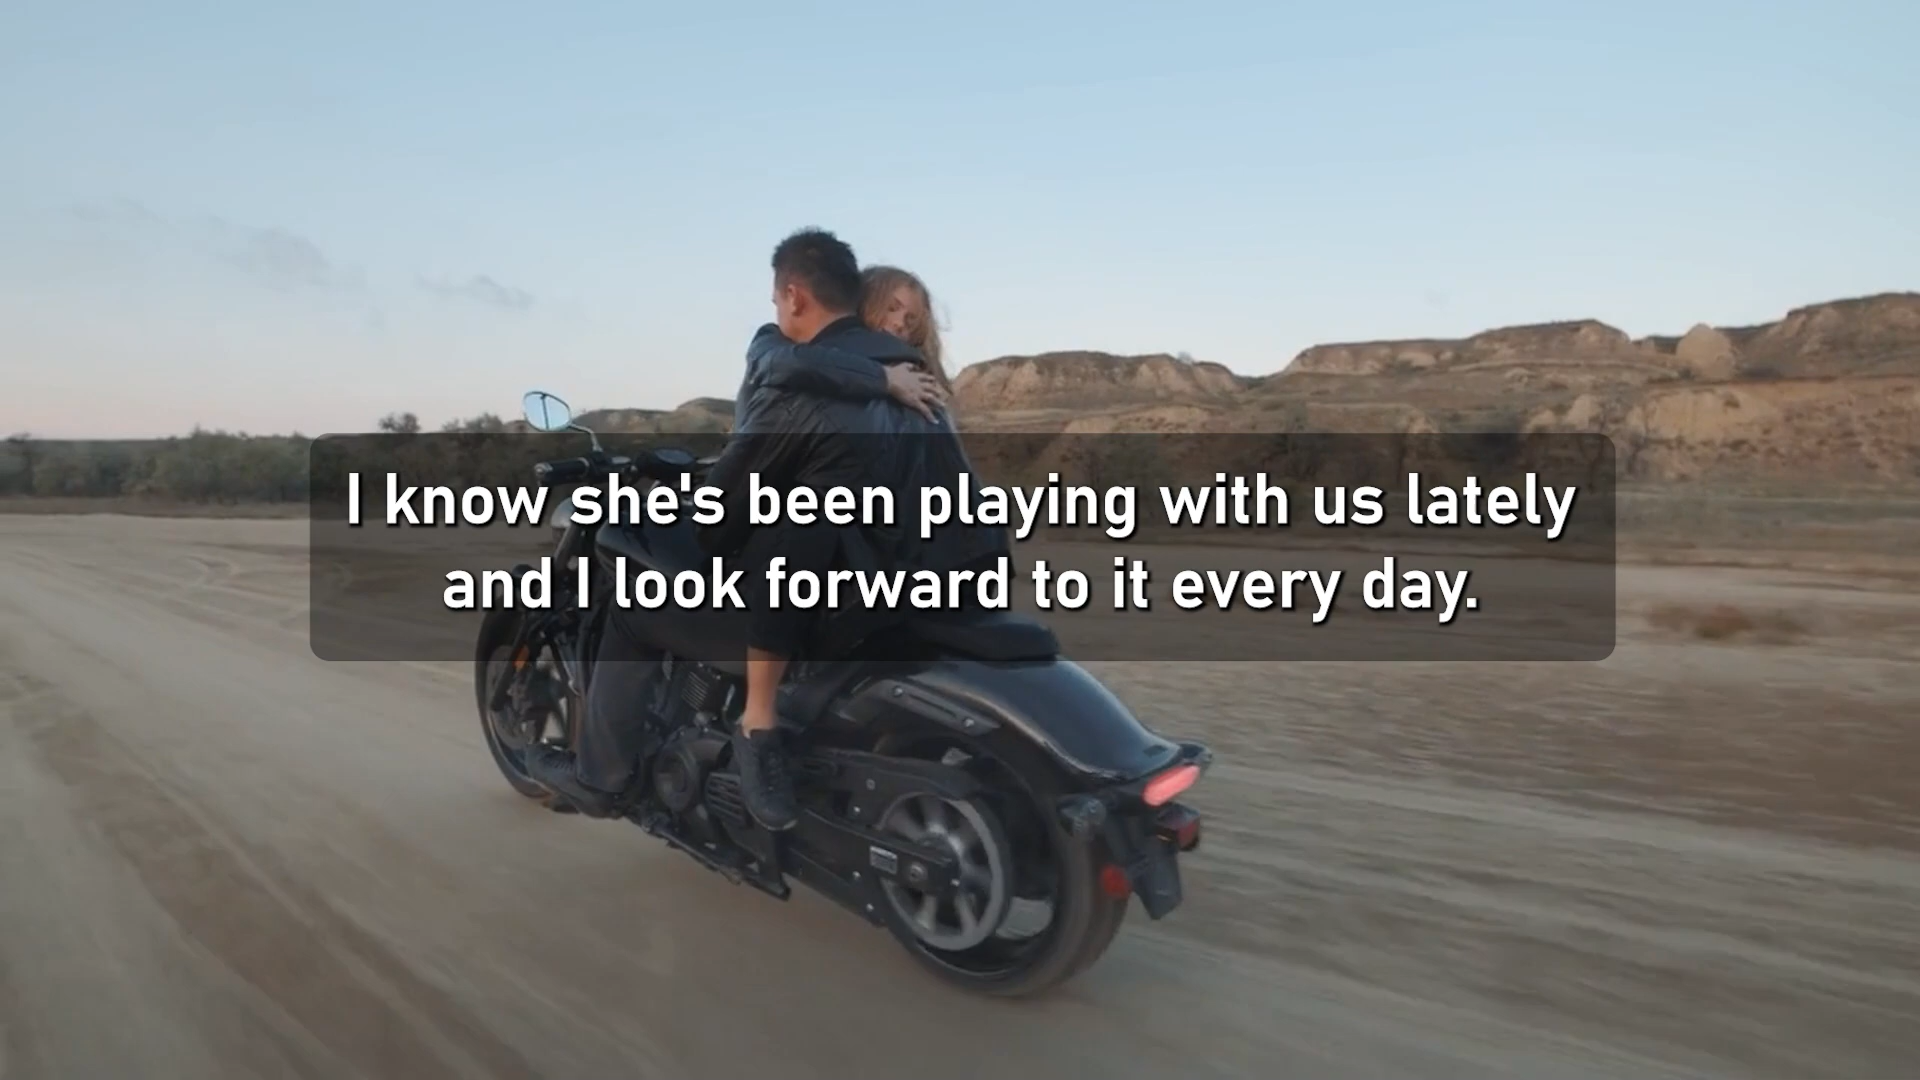 I know she's been playing with us lately
and I look forward to it every day.